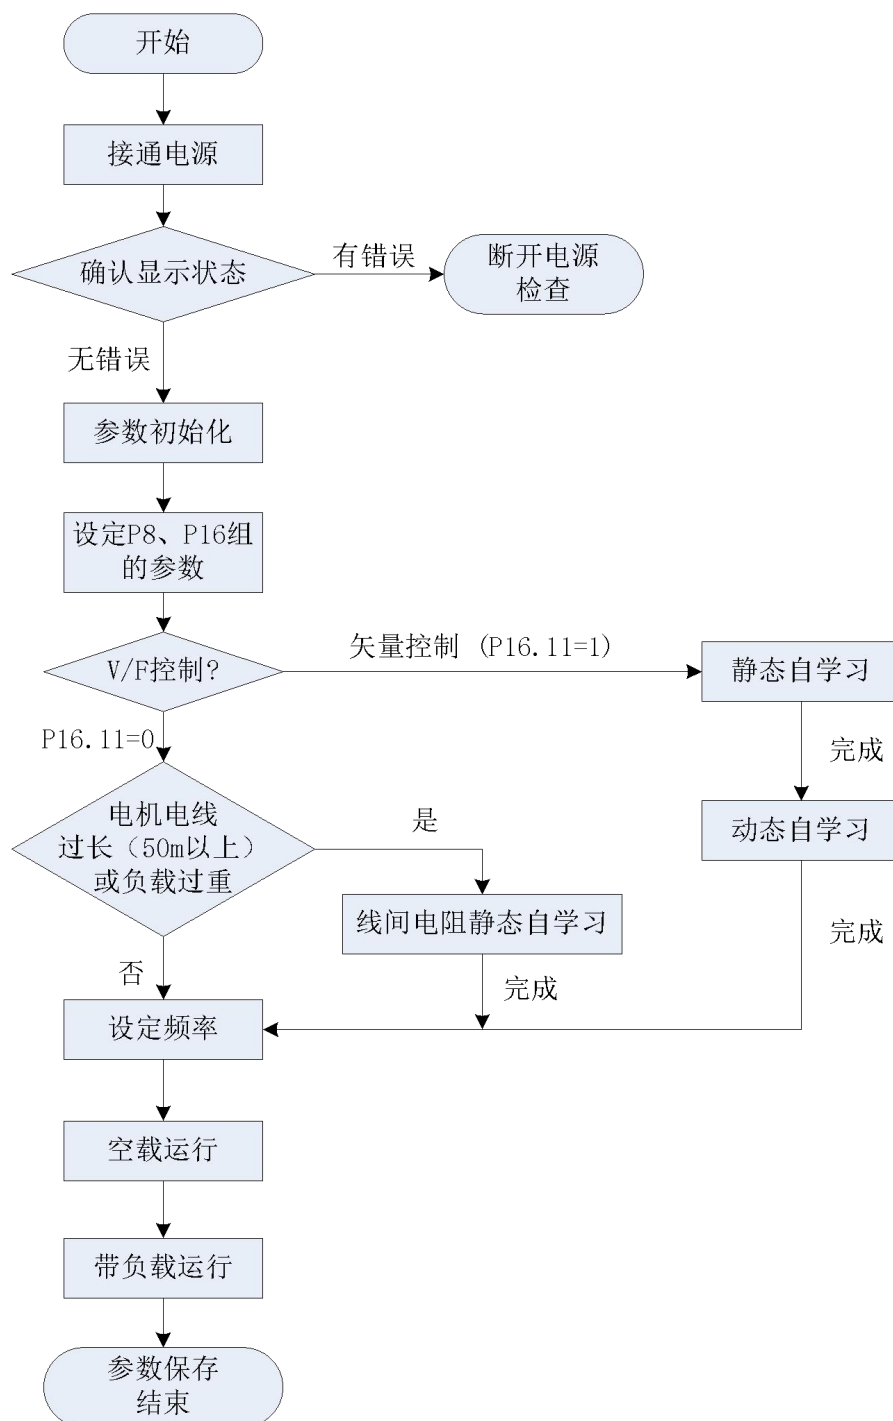 开始
接通电源
确认显示状态
有错误
断开电源
检查
无错误
参数初始化
设定P8、P16组
的参数
V/F控制?
矢量控制 (P16.11=1)
静态自学习
P16.11=0
完成
电机电线
过长（50m以上）
或负载过重
是
动态自学习
线间电阻静态自学习
完成
否
完成
设定频率
空载运行
带负载运行
参数保存
结束